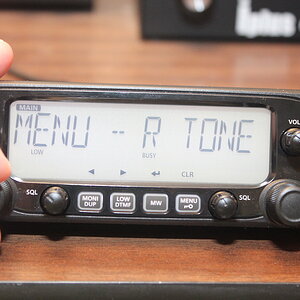 MAIN
MENU -- R TONE
LOW BUSY
CLR
VOL
SQL MONI DUP LOW DTMF MW MENU SQL